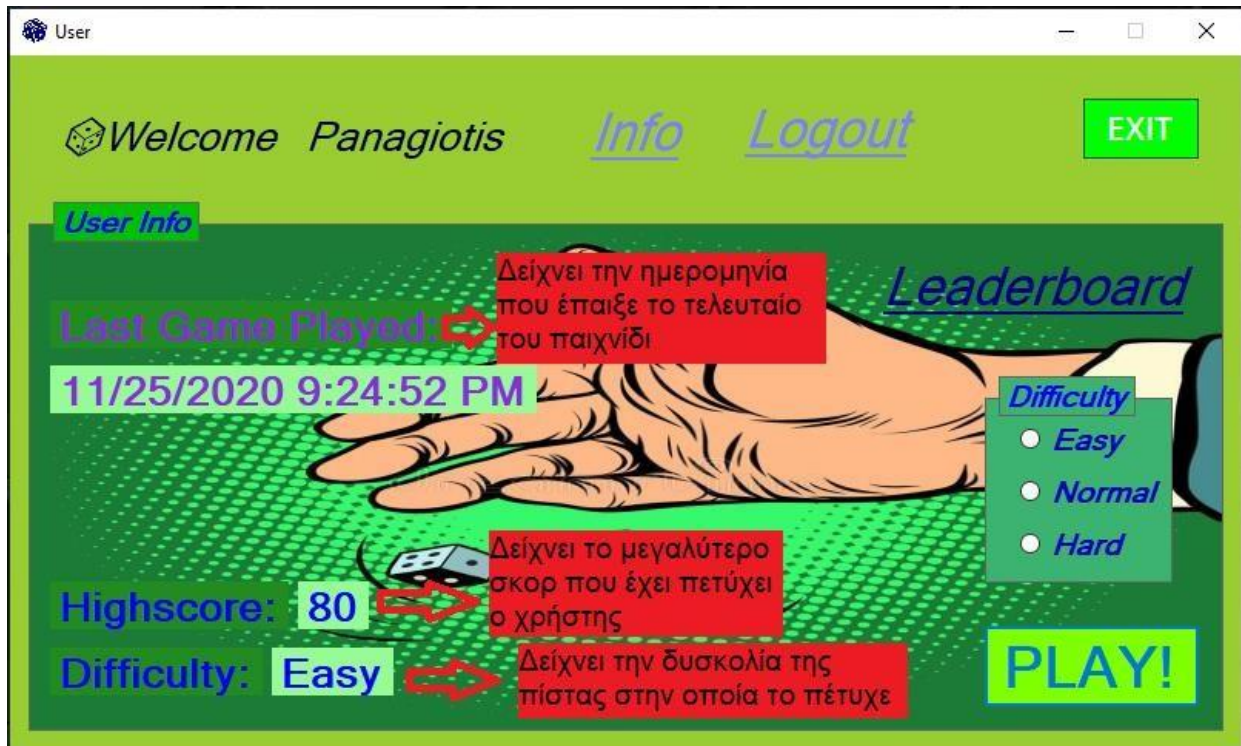 User
Welcome Panagiotis
Info
Logout
EXIT
User Info
Δείχνει την ημερομηνία
που έπαιξε το τελευταίο
του παιχνίδι
Leaderboard
Last Game Played:
11/25/2020 9:24:52 PM
Difficulty
Easy
Normal
Hard
Δείχνει το μεγαλύτερο
σκορ που έχει πετύχει
ο χρήστης
Highscore: 80
Difficulty: Easy
Δείχνει την δυσκολία της
πίστας στην οποία το πέτυχε
PLAY!